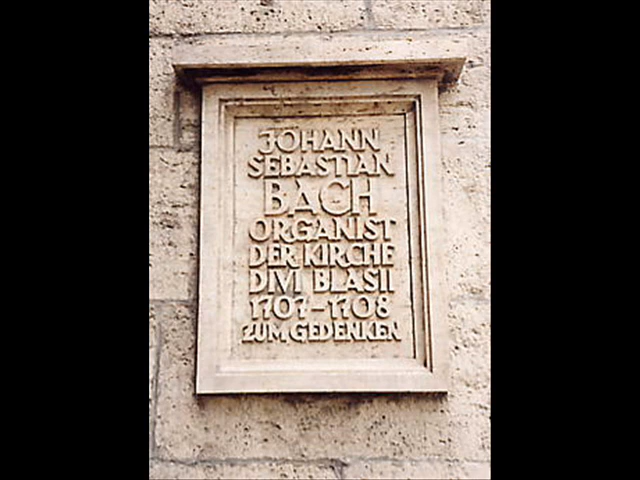 JOHANN
SEBASTIAN
BACH
ORGANIST
DER KIRCHE
DIVI BLASII
1707-1708
ZUM GEDENKEN